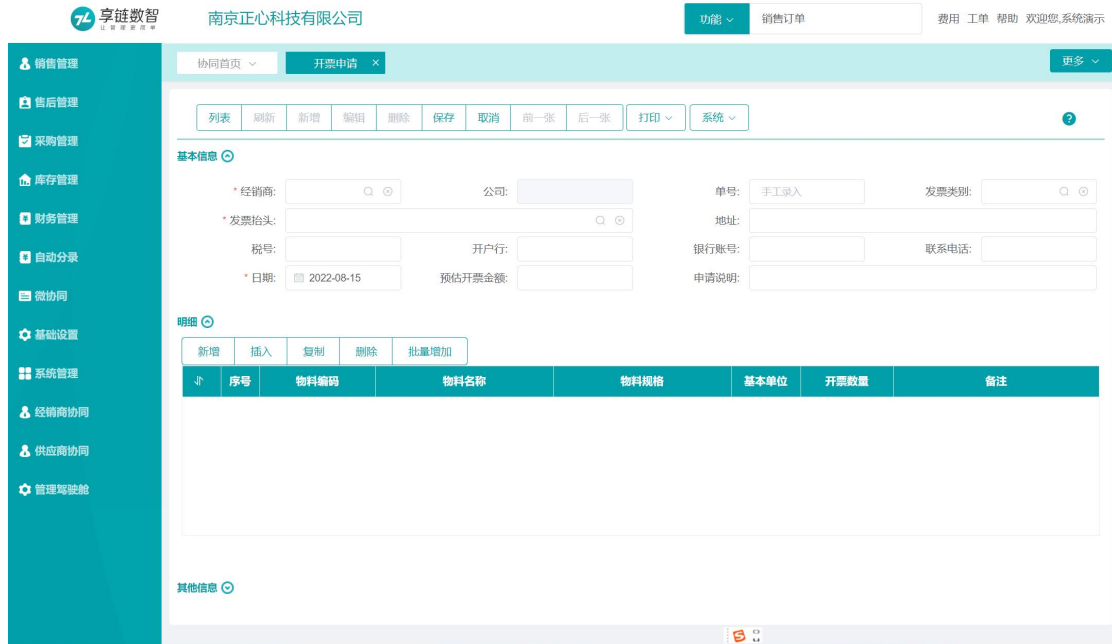 享链数智
让管理更简单
南京正心科技有限公司
功能
销售订单
费用 工单 帮助 欢迎您,系统演示
销售管理
售后管理
采购管理
库存管理
财务管理
自动分录
微协同
基础设置
系统管理
经销商协同
供应商协同
管理驾驶舱
协同首页
开票申请 ×
更多
列表 刷新 新增 编辑 删除 保存 取消 前一张 后一张 打印 系统
?
基本信息
* 经销商: 公司: 单号: 手工录入 发票类别:
* 发票抬头: 地址:
税号: 开户行: 银行账号: 联系电话:
* 日期: 2022-08-15 预估开票金额: 申请说明:
明细
新增 插入 复制 删除 批量增加
序号 物料编码 物料名称 物料规格 基本单位 开票数量 备注
其他信息